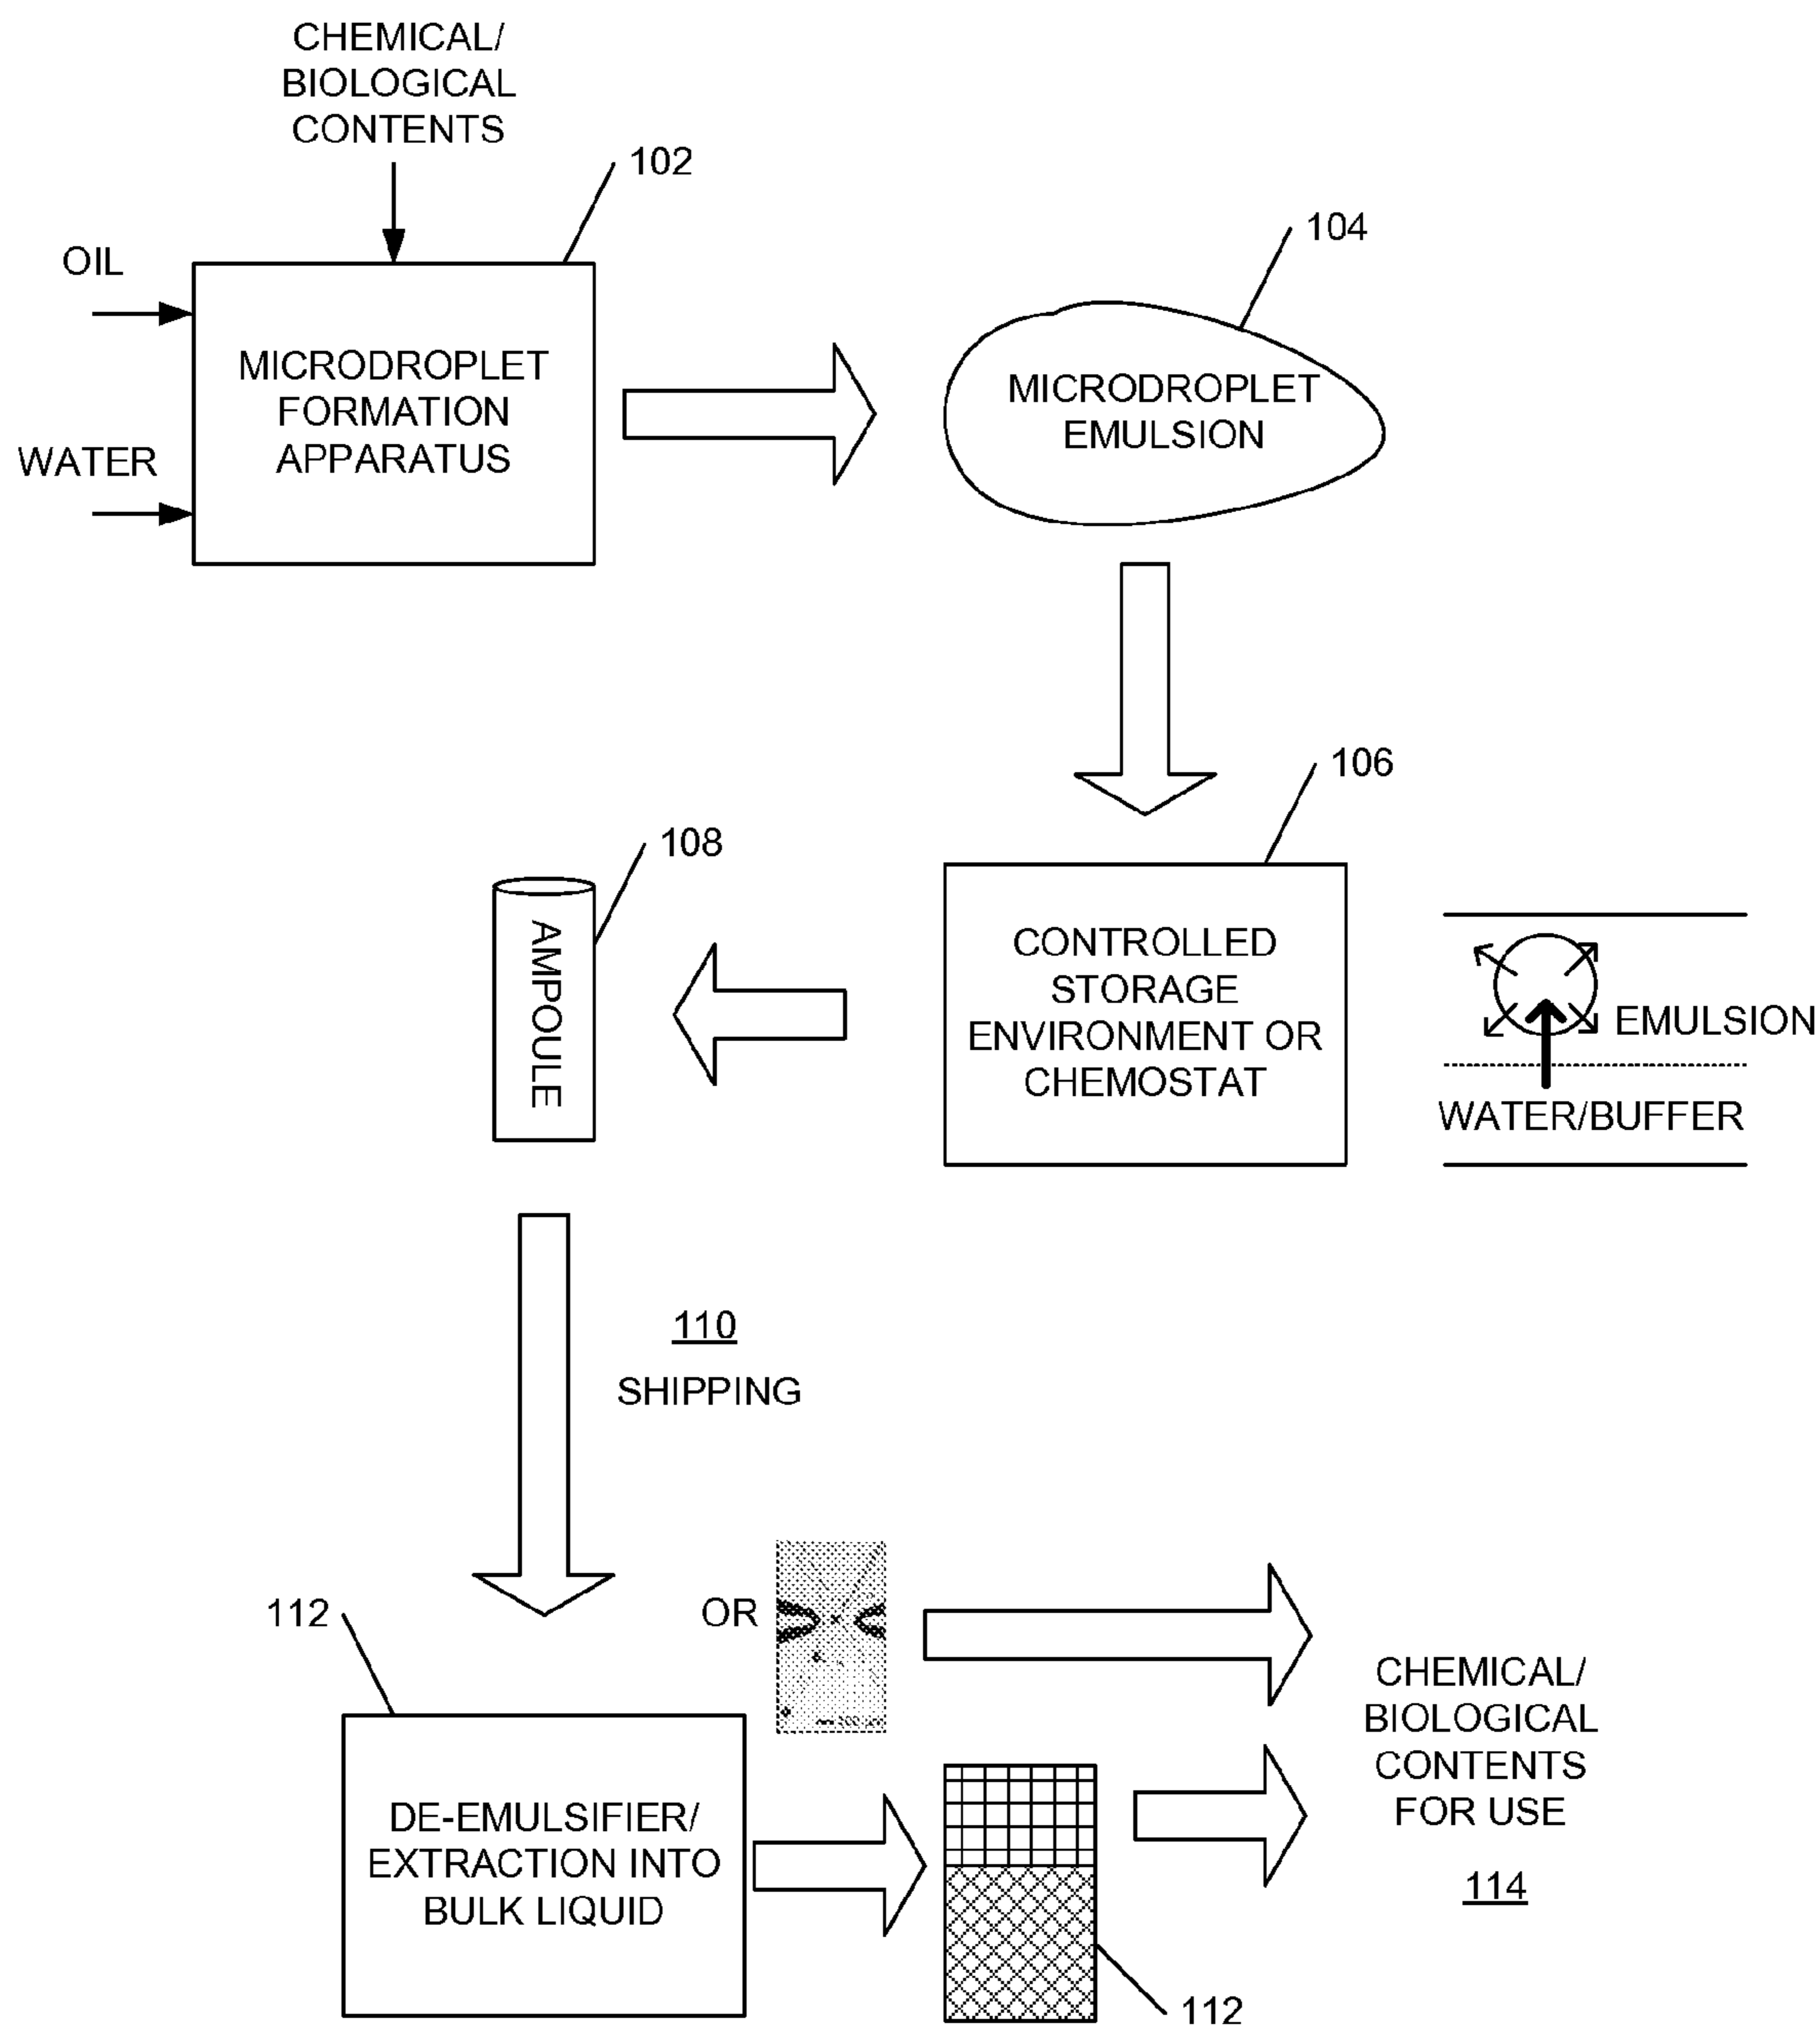 CHEMICAL/
BIOLOGICAL
CONTENTS
102
OIL
WATER
MICRODROPLET
FORMATION
APPARATUS
104
MICRODROPLET
EMULSION
106
CONTROLLED
STORAGE
ENVIRONMENT OR
CHEMOSTAT
EMULSION
WATER/BUFFER
108
AMPOULE
110
SHIPPING
112
DE-EMULSIFIER/
EXTRACTION INTO
BULK LIQUID
OR
112
CHEMICAL/
BIOLOGICAL
CONTENTS
FOR USE
114